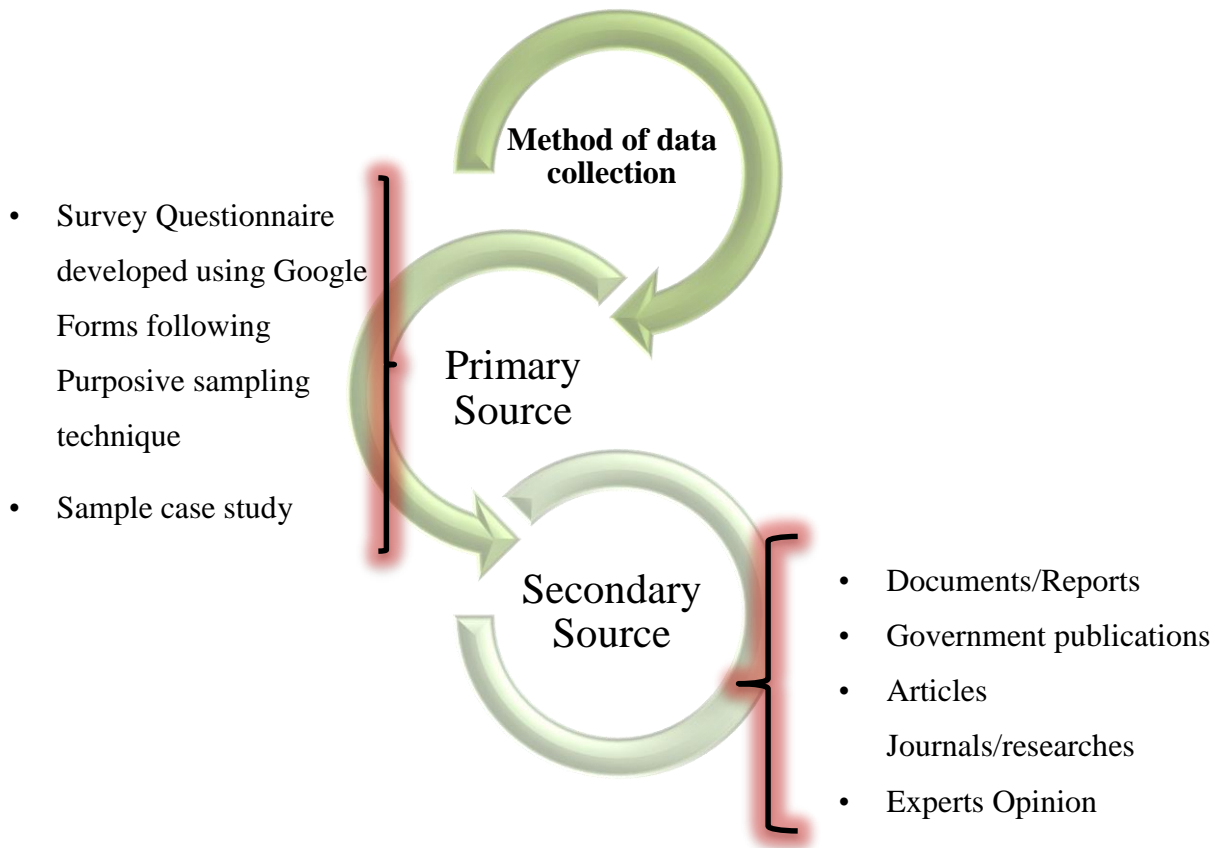 Method of data
collection
• Survey Questionnaire
developed using Google
Forms following
Purposive sampling
technique
• Sample case study
Primary
Source
Secondary
Source
• Documents/Reports
• Government publications
• Articles
Journals/researches
• Experts Opinion